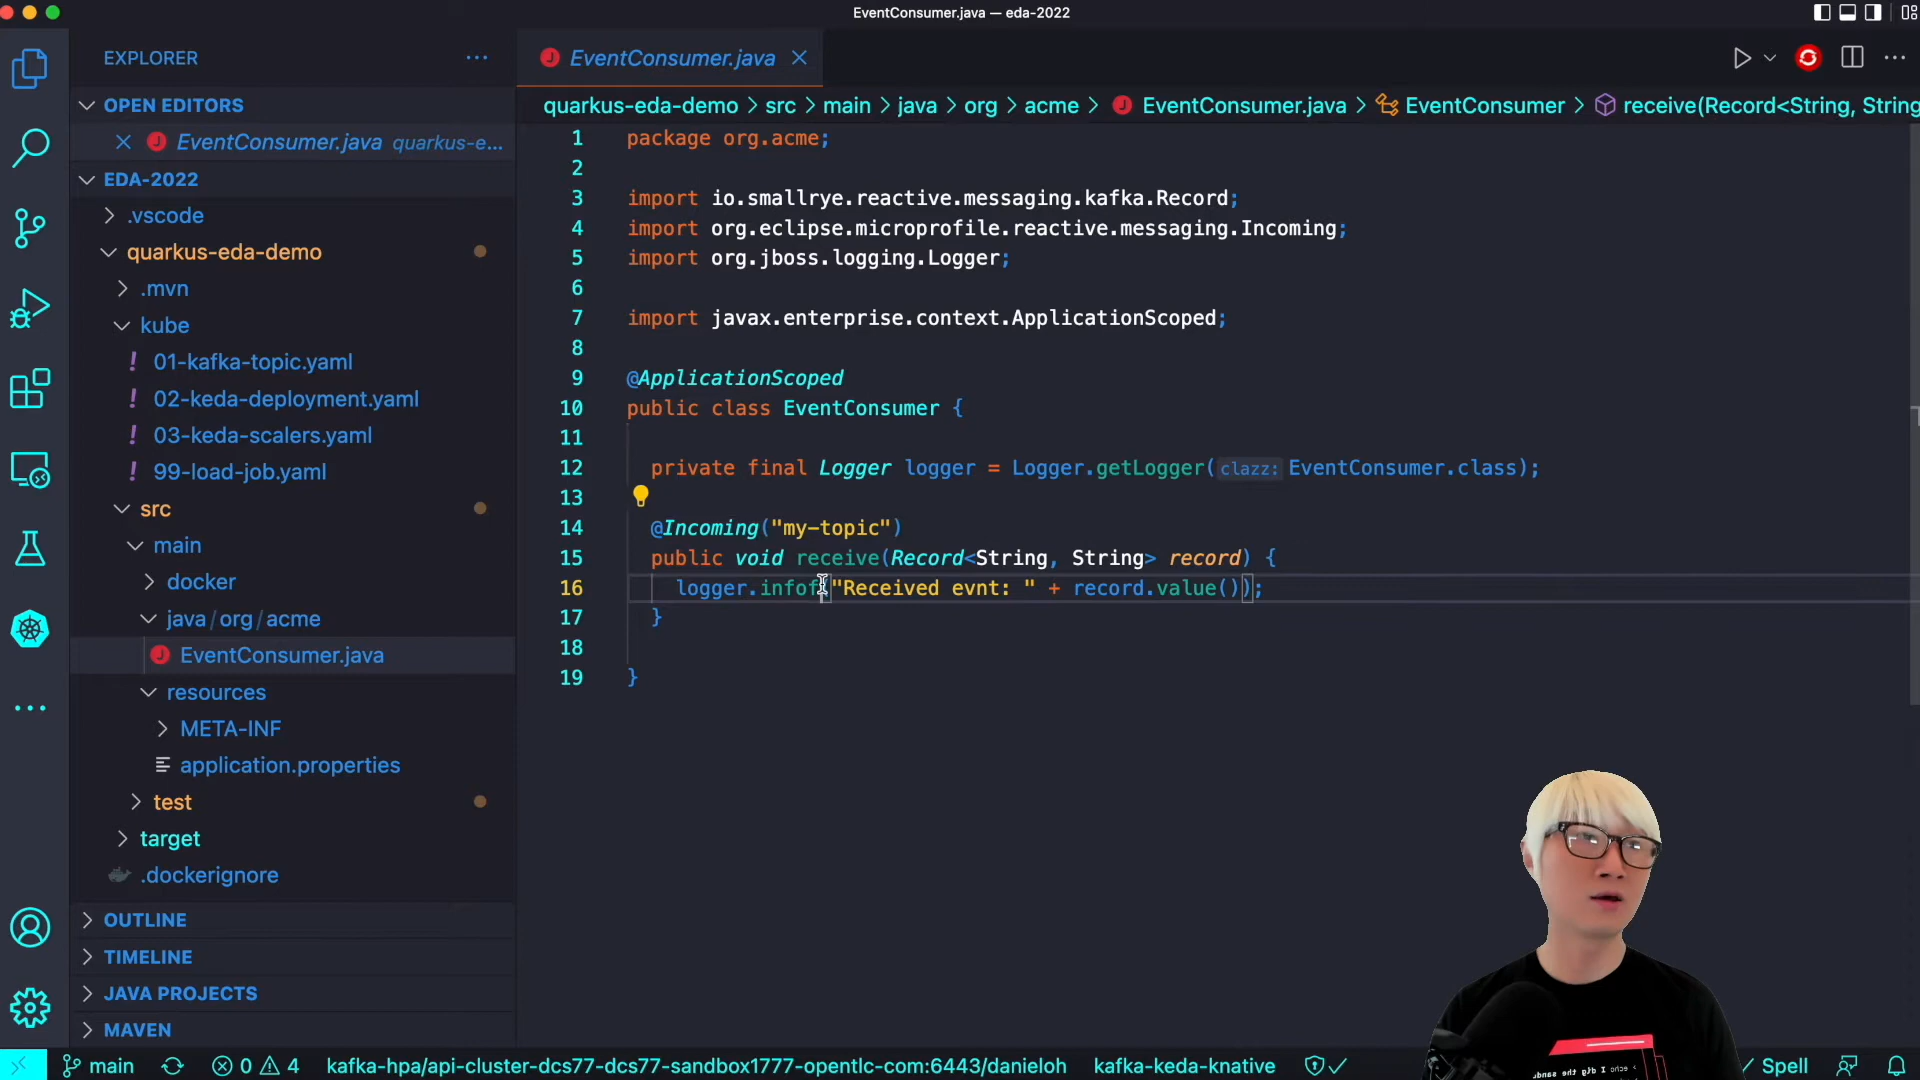 EventConsumer.java — eda-2022
EXPLORER
OPEN EDITORS
EventConsumer.java quarkus-e...
EDA-2022
.vscode
quarkus-eda-demo
.mvn
kube
! 01-kafka-topic.yaml
! 02-keda-deployment.yaml
! 03-keda-scalers.yaml
! 99-load-job.yaml
src
main
docker
java/org/acme
EventConsumer.java
resources
META-INF
application.properties
test
target
.dockerignore
OUTLINE
TIMELINE
JAVA PROJECTS
MAVEN
EventConsumer.java
quarkus-eda-demo > src > main > java > org > acme > EventConsumer.java > EventConsumer > receive(Record<String, String
1 package org.acme;
2
3 import io.smallrye.reactive.messaging.kafka.Record;
4 import org.eclipse.microprofile.reactive.messaging.Incoming;
5 import org.jboss.logging.Logger;
6
7 import javax.enterprise.context.ApplicationScoped;
8
9 @ApplicationScoped
10 public class EventConsumer {
11
12 private final Logger logger = Logger.getLogger(clazz: EventConsumer.class);
13
14 @Incoming("my-topic")
15 public void receive(Record<String, String> record) {
16 logger.infof("Received evnt: " + record.value());
17 }
18
19 }
main 0 4 kafka-hpa/api-cluster-dcs77-dcs77-sandbox1777-opentlc-com:6443/danieloh kafka-keda-knative Spell